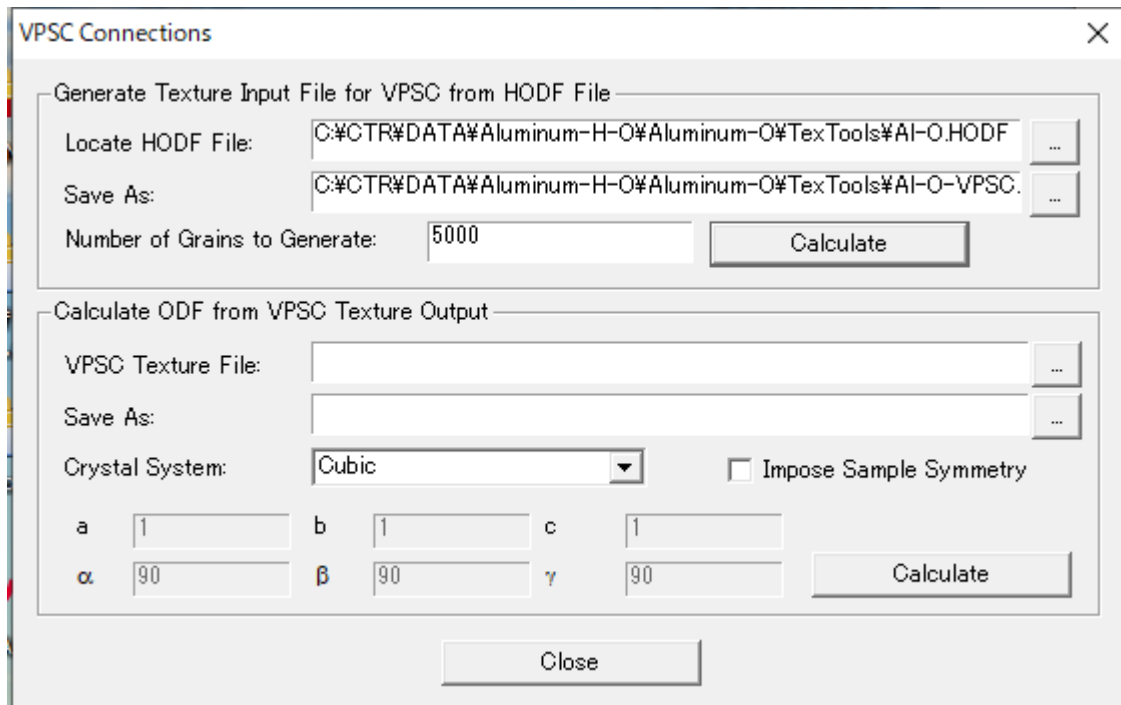 VPSC Connections
Generate Texture Input File for VPSC from HODF File
Locate HODF File: C:¥CTR¥DATA¥Aluminum-H-O¥Aluminum-O¥TexTools¥Al-O.HODF ...
Save As: C:¥CTR¥DATA¥Aluminum-H-O¥Aluminum-O¥TexTools¥Al-O-VPSC. ...
Number of Grains to Generate: 5000 Calculate
Calculate ODF from VPSC Texture Output
VPSC Texture File: ...
Save As: ...
Crystal System: Cubic Impose Sample Symmetry
a 1 b 1 c 1
α 90 β 90 γ 90 Calculate
Close